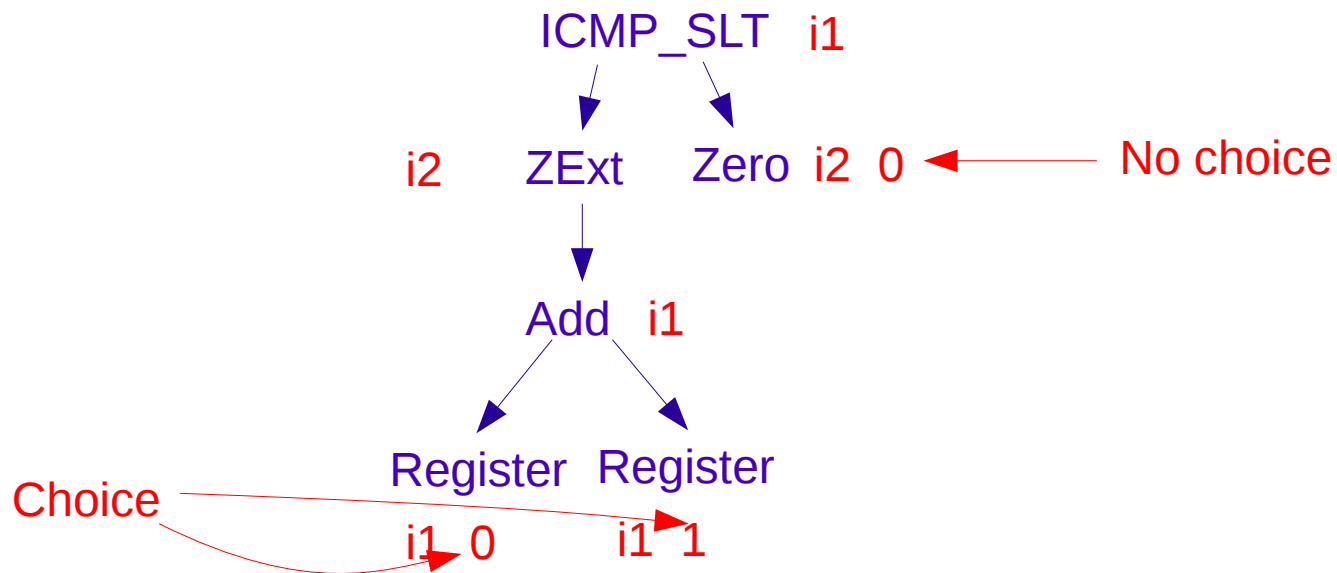 ICMP_SLT i1
i2 ZExt Zero i2 0 No choice
Add i1
Register Register
Choice
i1 0 i1 1